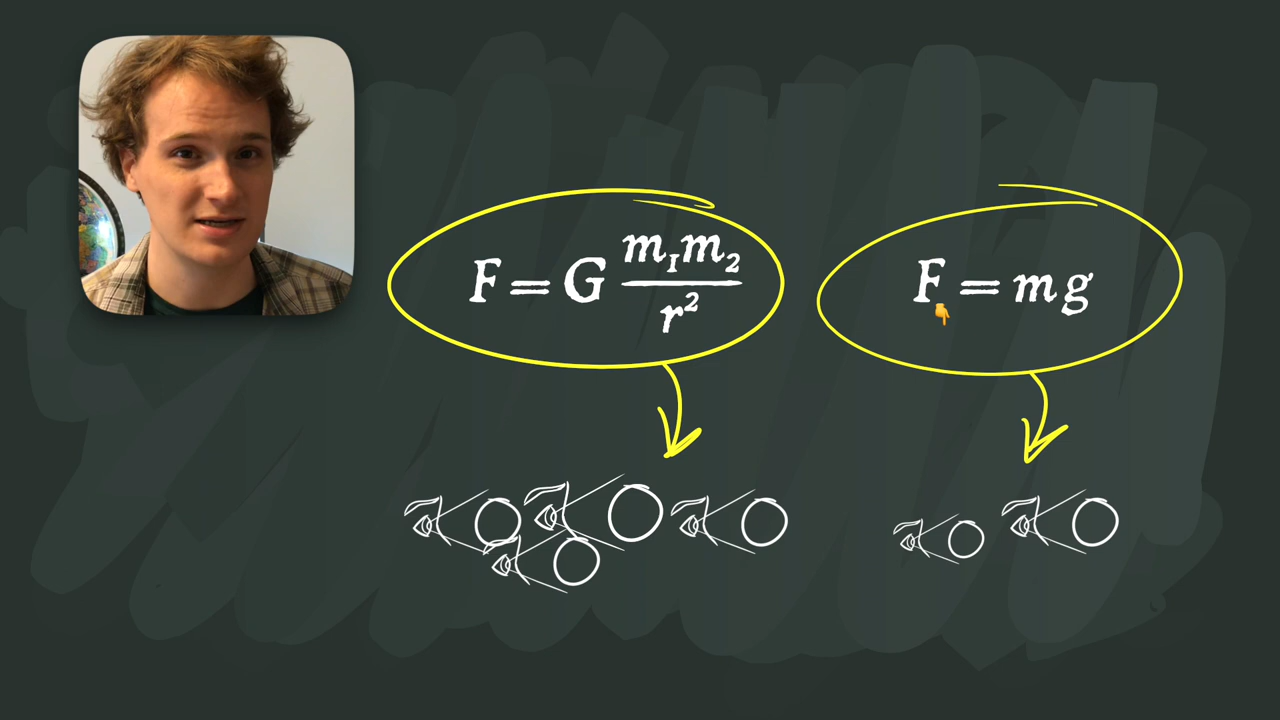 F = G m₁m₂ / r²
F = mg